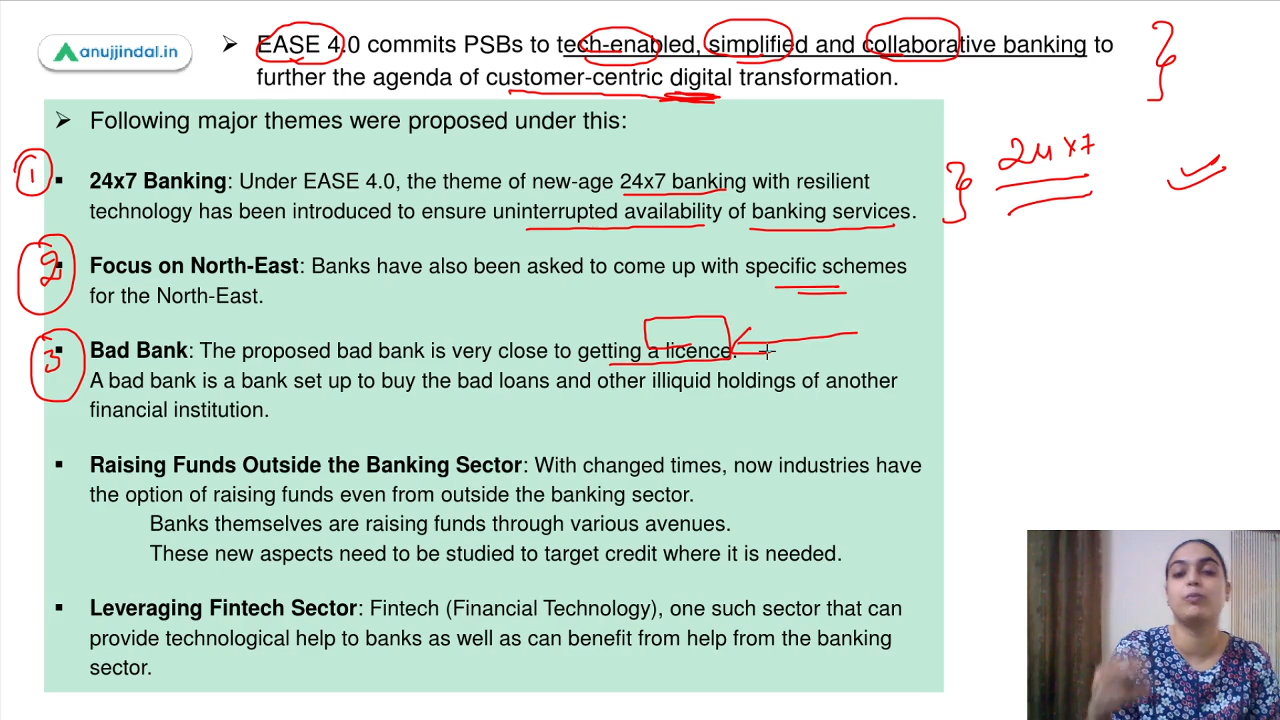 anujjindal.in
➢ EASE 4.0 commits PSBs to tech-enabled, simplified and collaborative banking to
further the agenda of customer-centric digital transformation.
➢ Following major themes were proposed under this:
1
▪ 24x7 Banking: Under EASE 4.0, the theme of new-age 24x7 banking with resilient
technology has been introduced to ensure uninterrupted availability of banking services.
24x7
2
▪ Focus on North-East: Banks have also been asked to come up with specific schemes
for the North-East.
3
▪ Bad Bank: The proposed bad bank is very close to getting a licence.
A bad bank is a bank set up to buy the bad loans and other illiquid holdings of another
financial institution.
▪ Raising Funds Outside the Banking Sector: With changed times, now industries have
the option of raising funds even from outside the banking sector.
Banks themselves are raising funds through various avenues.
These new aspects need to be studied to target credit where it is needed.
▪ Leveraging Fintech Sector: Fintech (Financial Technology), one such sector that can
provide technological help to banks as well as can benefit from help from the banking
sector.